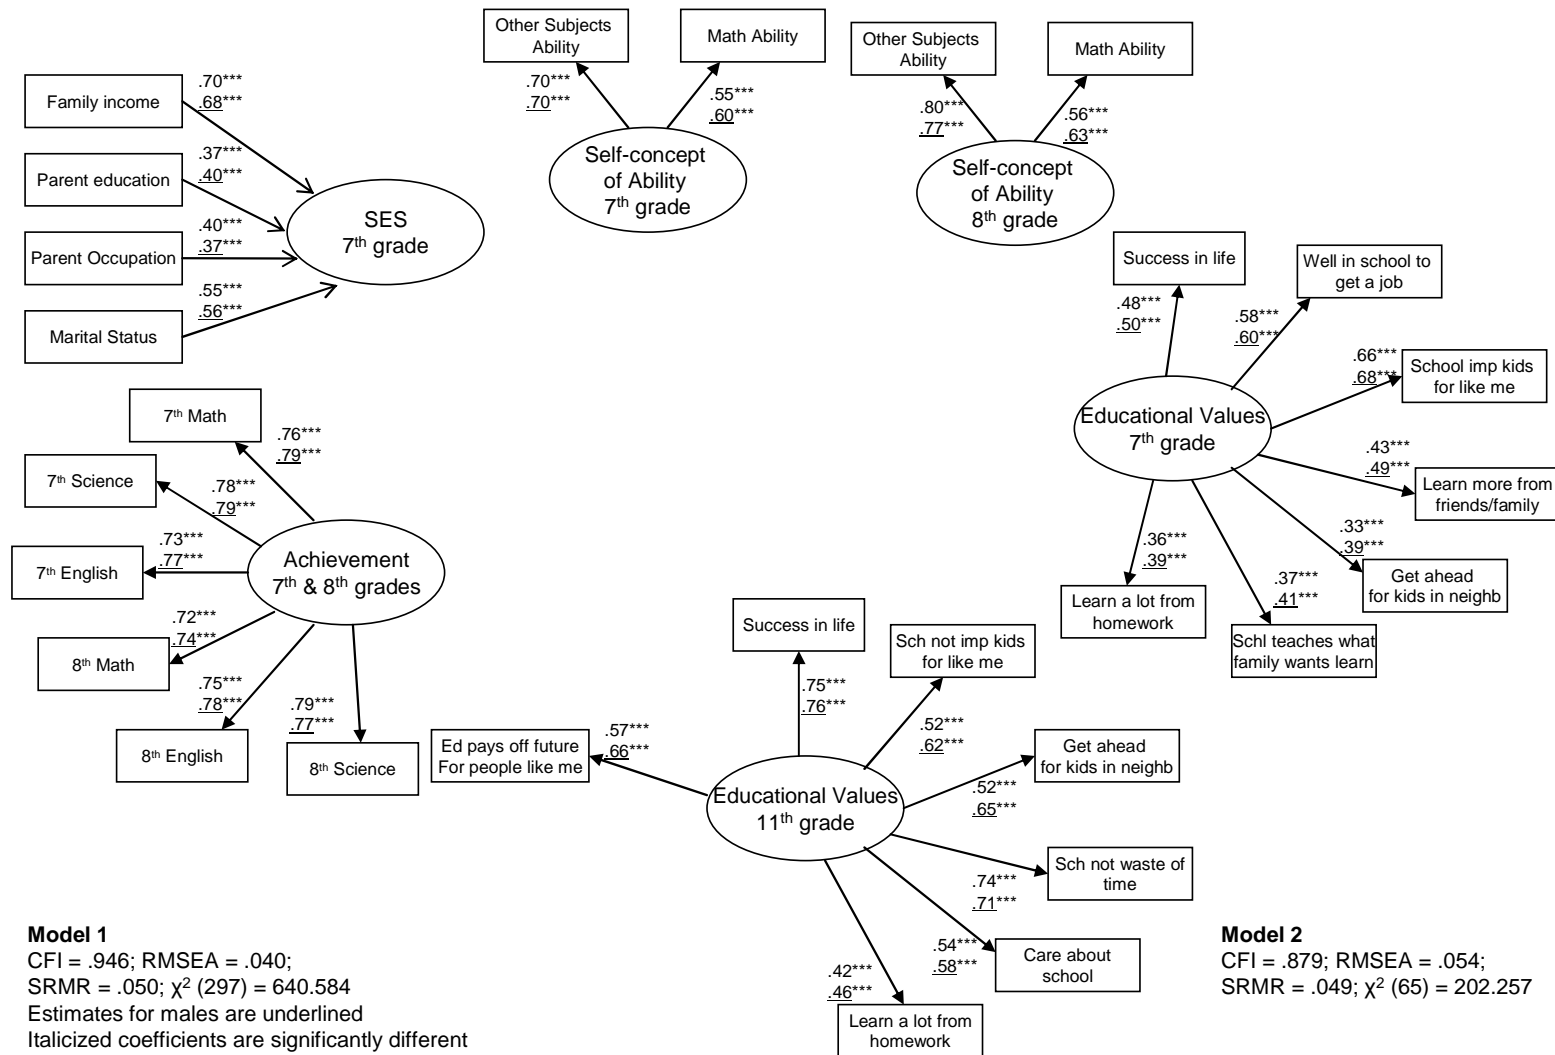 Other Subjects
Ability
Math Ability
Other Subjects
Ability
Math Ability
.70***
.70***
.55***
.60***
.80***
.77***
.56***
.63***
Self-concept
of Ability
7th grade
Self-concept
of Ability
8th grade
Family income
Parent education
Parent Occupation
Marital Status
.70***
.68***
.37***
.40***
.40***
.37***
.55***
.56***
SES
7th grade
Success in life
Well in school to
get a job
School imp kids
for like me
Learn more from
friends/family
Get ahead
for kids in neighb
Schl teaches what
family wants learn
Learn a lot from
homework
.48***
.50***
.58***
.60***
.66***
.68***
.43***
.49***
.33***
.39***
.37***
.41***
.36***
.39***
Educational Values
7th grade
7th Math
7th Science
7th English
8th Math
8th English
8th Science
.76***
.79***
.78***
.79***
.73***
.77***
.72***
.74***
.75***
.78***
.79***
.77***
Achievement
7th & 8th grades
Success in life
Sch not imp kids
for like me
Ed pays off future
For people like me
Get ahead
for kids in neighb
Sch not waste of
time
Care about
school
Learn a lot from
homework
.75***
.76***
.52***
.62***
.57***
.66***
.52***
.65***
.74***
.71***
.54***
.58***
.42***
.46***
Educational Values
11th grade
Model 1
CFI = .946; RMSEA = .040;
SRMR = .050; χ² (297) = 640.584
Estimates for males are underlined
Italicized coefficients are significantly different
Model 2
CFI = .879; RMSEA = .054;
SRMR = .049; χ² (65) = 202.257